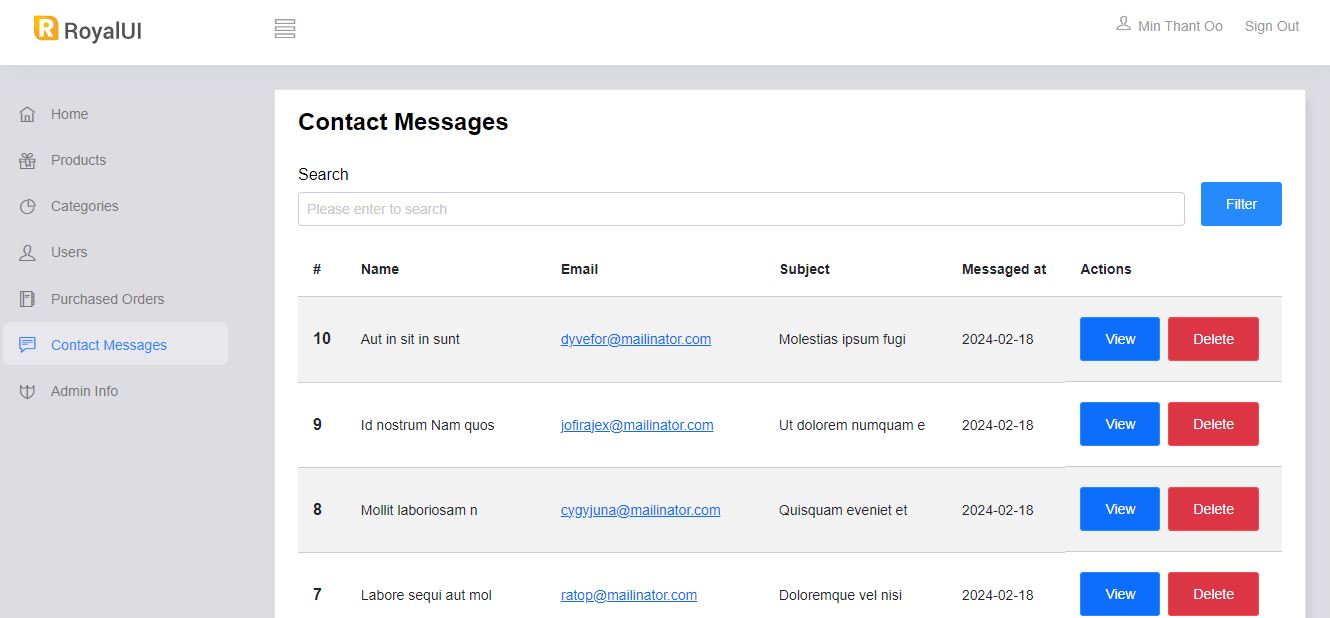 R RoyalUI
Min Thant Oo Sign Out
Home
Products
Categories
Users
Purchased Orders
Contact Messages
Admin Info
Contact Messages
Search
Please enter to search
Filter
# Name Email Subject Messaged at Actions
10 Aut in sit in sunt dyvefor@mailinator.com Molestias ipsum fugi 2024-02-18 View Delete
9 Id nostrum Nam quos jofirajex@mailinator.com Ut dolorem numquam e 2024-02-18 View Delete
8 Mollit laboriosam n cygyjuna@mailinator.com Quisquam eveniet et 2024-02-18 View Delete
7 Labore sequi aut mol ratop@mailinator.com Doloremque vel nisi 2024-02-18 View Delete